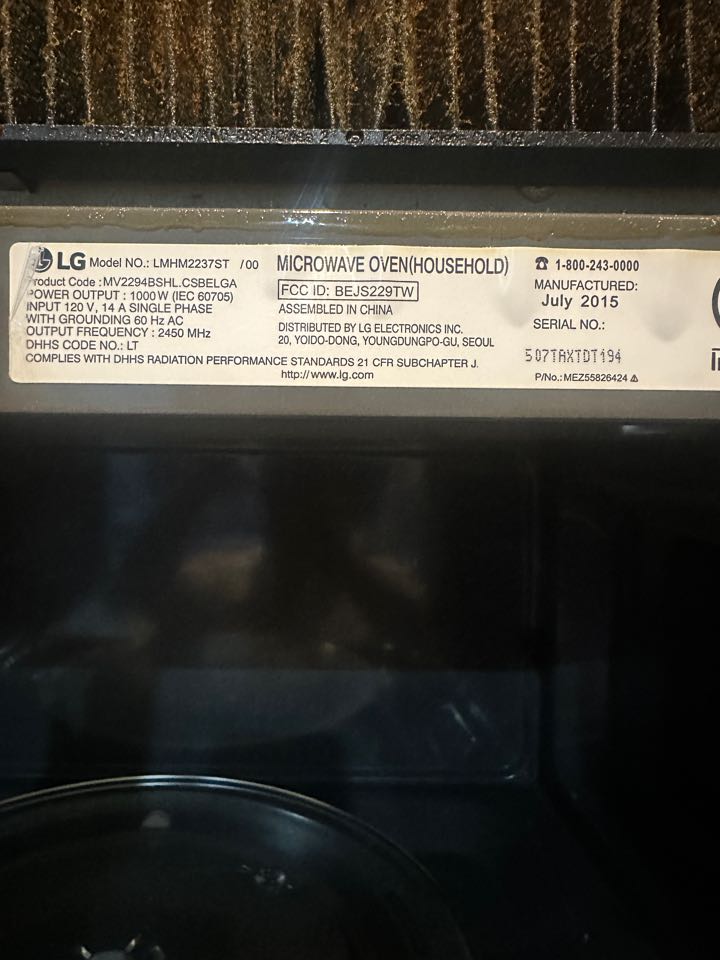 LG Model NO.: LMHM2237ST /00
Product Code : MV2294BSHL.CSBELGA
POWER OUTPUT : 1000W (IEC 60705)
INPUT 120 V, 14 A SINGLE PHASE
WITH GROUNDING 60 Hz AC
OUTPUT FREQUENCY : 2450 MHz
DHHS CODE NO.: LT
COMPLIES WITH DHHS RADIATION PERFORMANCE STANDARDS 21 CFR SUBCHAPTER J.
http://www.lg.com
MICROWAVE OVEN(HOUSEHOLD)
FCC ID: BEJS229TW
ASSEMBLED IN CHINA
DISTRIBUTED BY LG ELECTRONICS INC.
20, YOIDO-DONG, YOUNGDUNGPO-GU, SEOUL
☎ 1-800-243-0000
MANUFACTURED:
July 2015
SERIAL NO.:
507TAXTDT194
P/No.: MEZ55826424